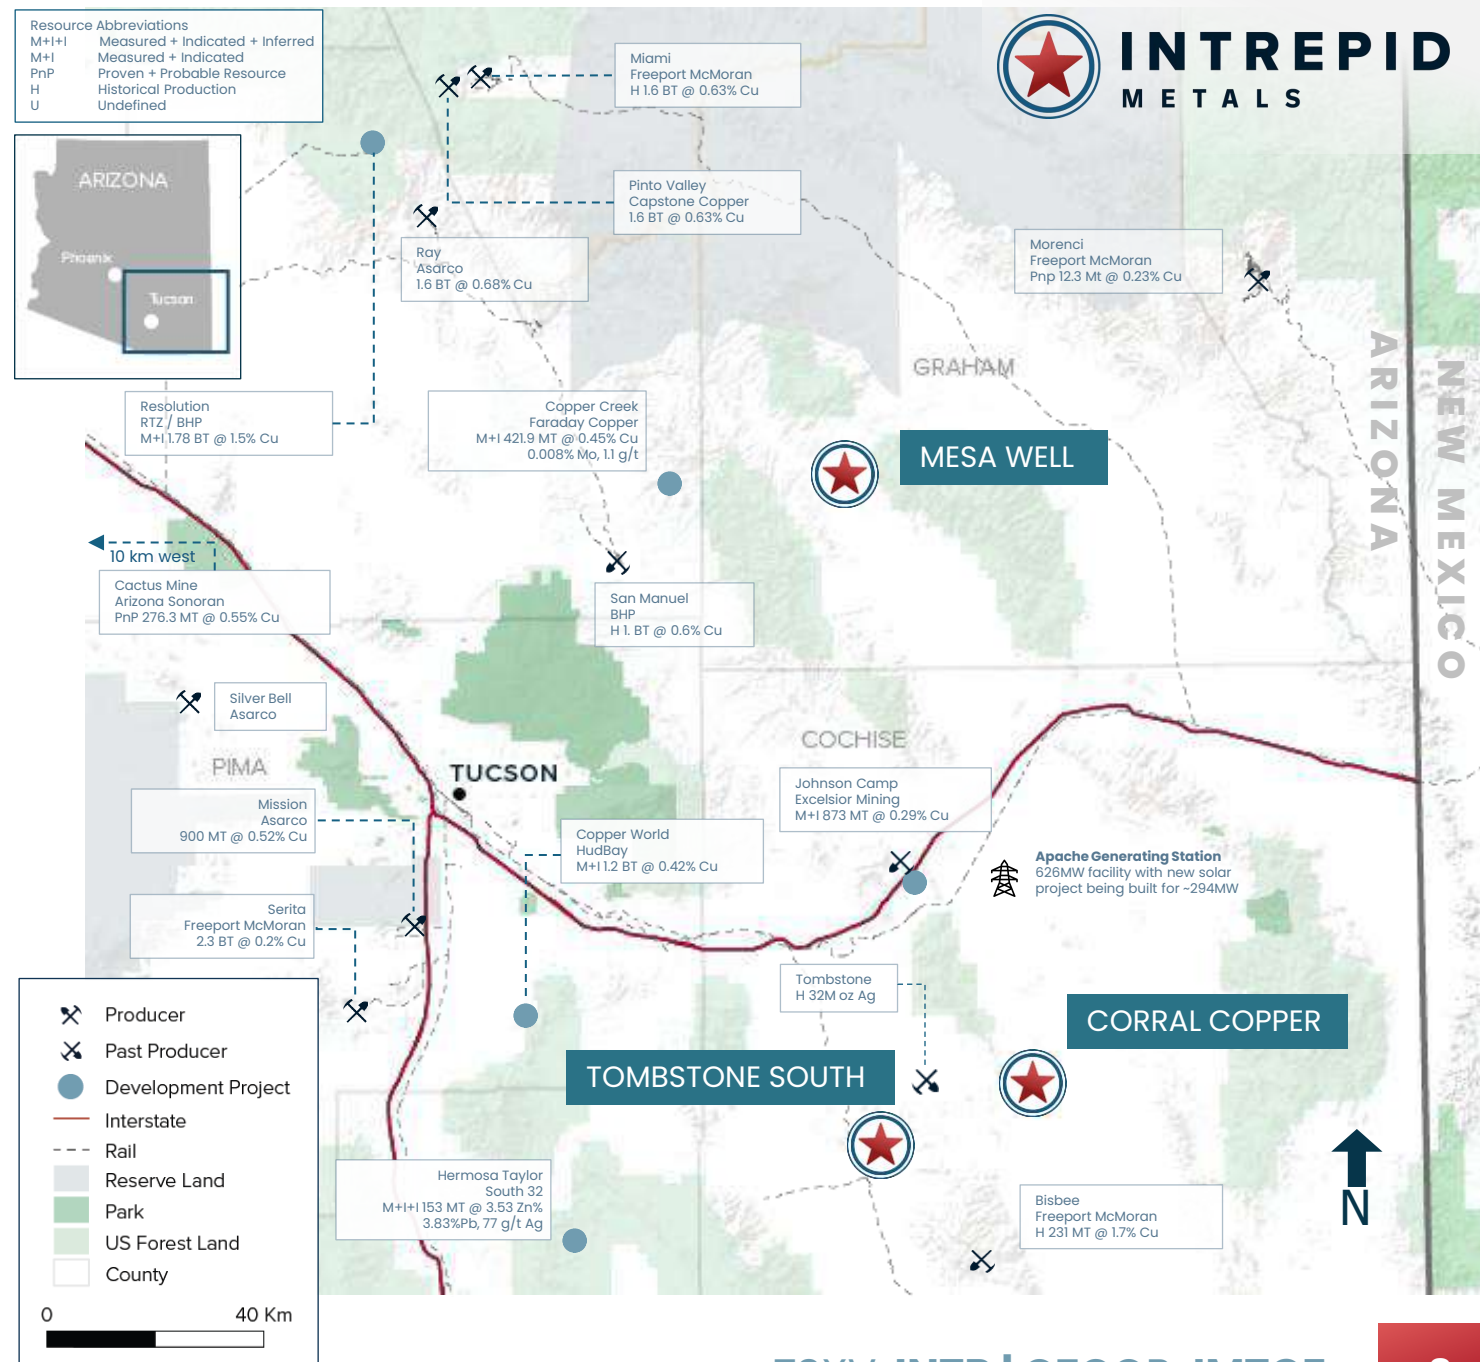 Resource Abbreviations
M+I+I Measured + Indicated + Inferred
M+I Measured + Indicated
PnP Proven + Probable Resource
H Historical Production
U Undefined
INTREPID
METALS
Miami
Freeport McMoran
H 1.6 BT @ 0.63% Cu
Pinto Valley
Capstone Copper
1.6 BT @ 0.63% Cu
ARIZONA
Phoenix
Tucson
Ray
Asarco
1.6 BT @ 0.68% Cu
Morenci
Freeport McMoran
Pnp 12.3 Mt @ 0.23% Cu
GRAHAM
ARIZONA
NEW MEXICO
Resolution
RTZ / BHP
M+I 1.78 BT @ 1.5% Cu
Copper Creek
Faraday Copper
M+I 421.9 MT @ 0.45% Cu
0.008% Mo, 1.1 g/t
MESA WELL
10 km west
Cactus Mine
Arizona Sonoran
PnP 276.3 MT @ 0.55% Cu
San Manuel
BHP
H 1. BT @ 0.6% Cu
Silver Bell
Asarco
PIMA
TUCSON
COCHISE
Mission
Asarco
900 MT @ 0.52% Cu
Copper World
HudBay
M+I 1.2 BT @ 0.42% Cu
Johnson Camp
Excelsior Mining
M+I 873 MT @ 0.29% Cu
Apache Generating Station
626MW facility with new solar
project being built for ~294MW
Serita
Freeport McMoran
2.3 BT @ 0.2% Cu
Tombstone
H 32M oz Ag
CORRAL COPPER
TOMBSTONE SOUTH
Producer
Past Producer
Development Project
Interstate
Rail
Reserve Land
Park
US Forest Land
County
0 40 Km
Hermosa Taylor
South 32
M+I+I 153 MT @ 3.53 Zn%
3.83%Pb, 77 g/t Ag
Bisbee
Freeport McMoran
H 231 MT @ 1.7% Cu
N